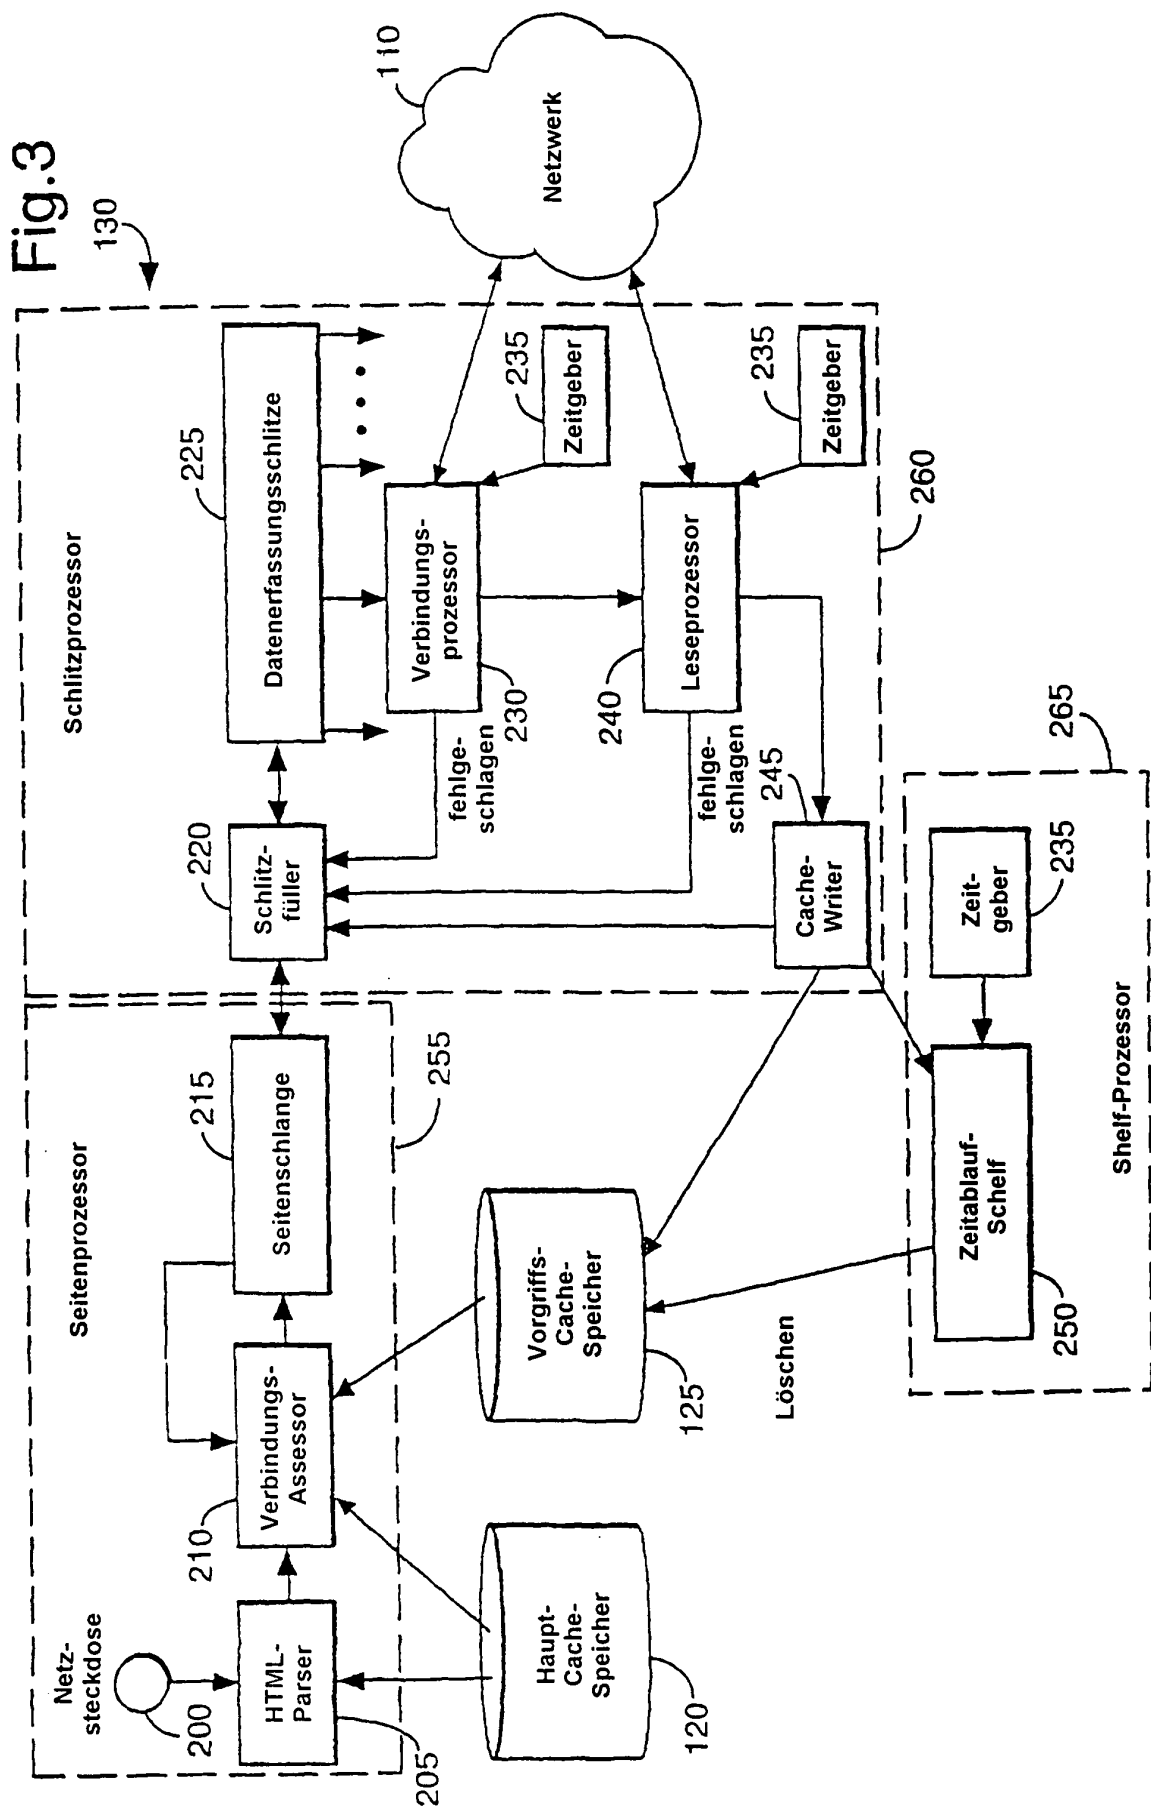 Fig.3
130
Schlitzprozessor
225
Datenerfassungsschlitze
220
Schlitz-
füller
Verbindungs-
prozessor
230
235
Zeitgeber
110
Netzwerk
fehlge-
schlagen
Leseprozessor
240
235
Zeitgeber
fehlge-
schlagen
245
Cache-
Writer
260
Seitenprozessor
Netz-
steckdose
200
HTML-
Parser
205
210
Verbindungs-
Assessor
215
Seitenschlange
255
Haupt-
Cache-
Speicher
120
Vorgriffs-
Cache-
Speicher
125
Löschen
265
Zeit-
geber
235
Zeitablauf-
Schelf
250
Shelf-Prozessor